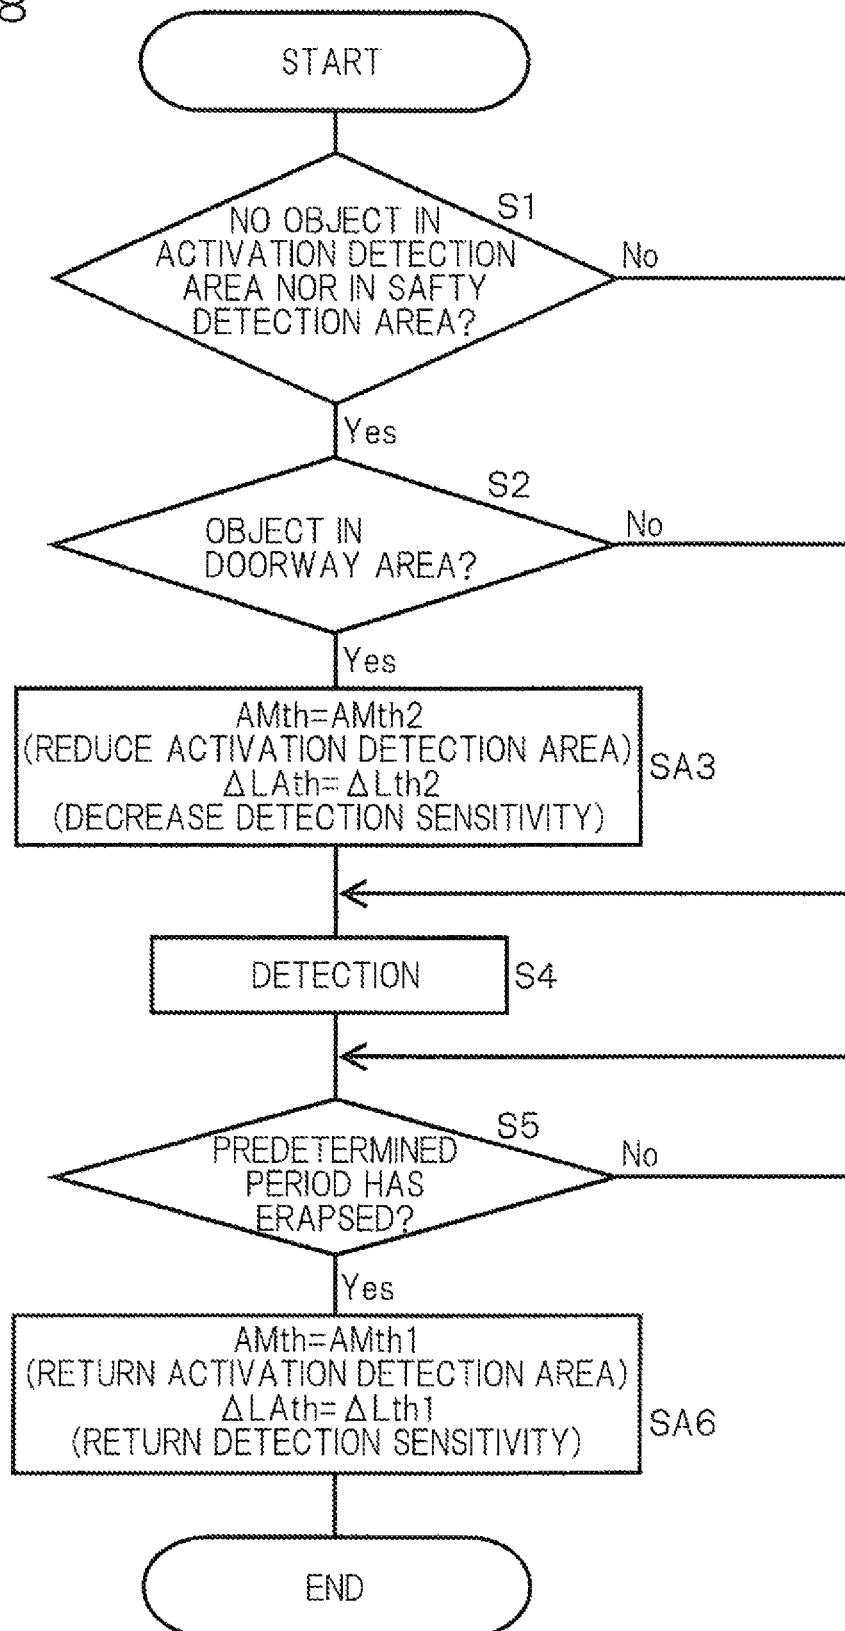 START
S1
NO OBJECT IN
ACTIVATION DETECTION
AREA NOR IN SAFTY
DETECTION AREA?
No
Yes
S2
OBJECT IN
DOORWAY AREA?
No
Yes
AMth=AMth2
(REDUCE ACTIVATION DETECTION AREA)
ΔLAth=ΔLth2
(DECREASE DETECTION SENSITIVITY)
SA3
DETECTION
S4
S5
PREDETERMINED
PERIOD HAS
ERAPSED?
No
Yes
AMth=AMth1
(RETURN ACTIVATION DETECTION AREA)
ΔLAth=ΔLth1
(RETURN DETECTION SENSITIVITY)
SA6
END